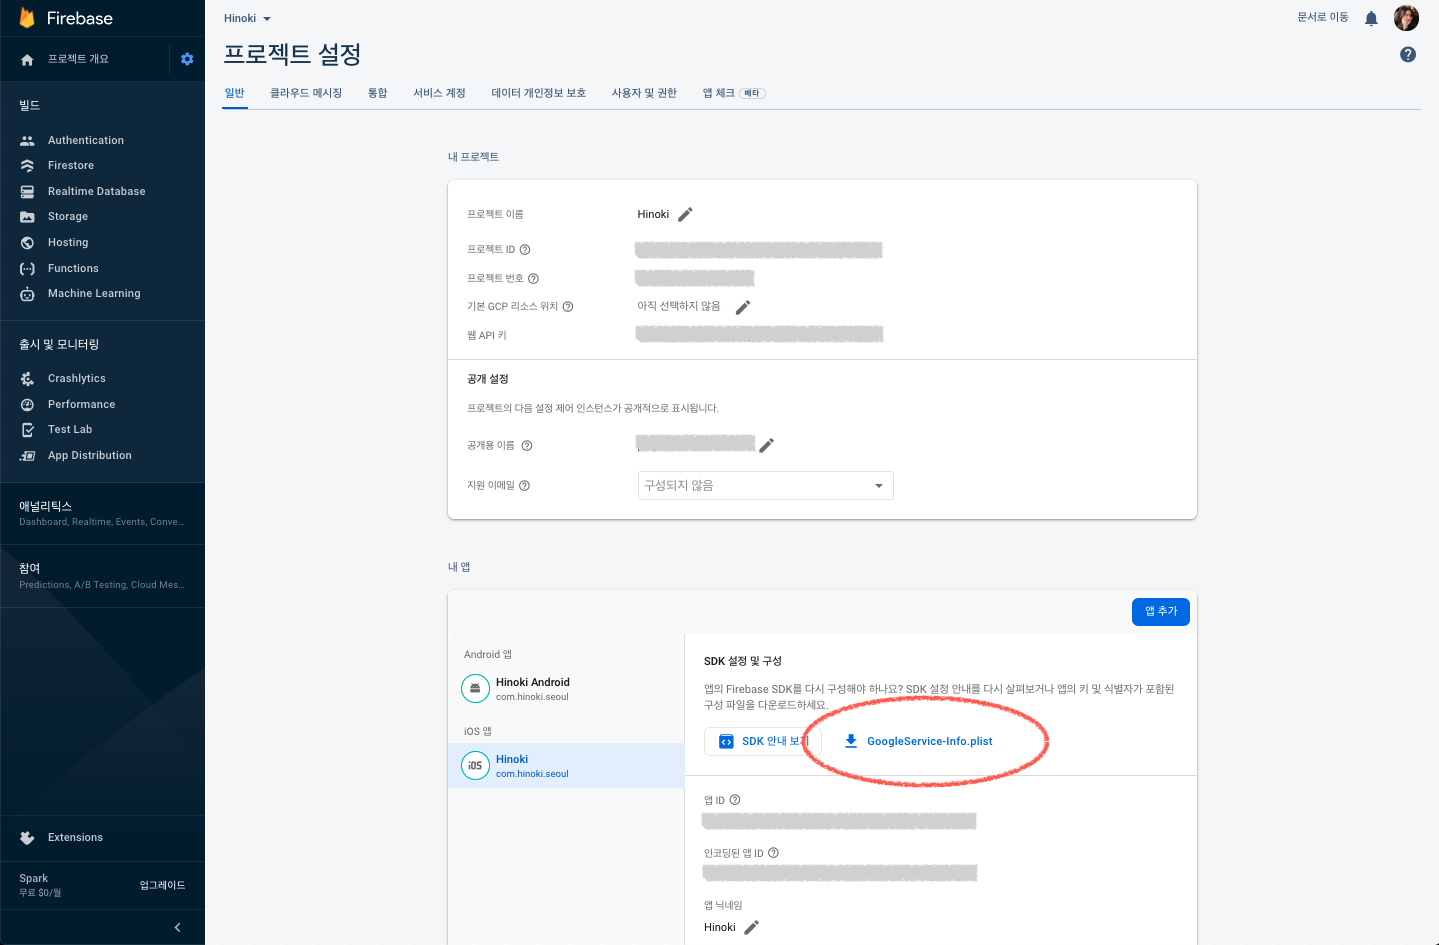 Firebase
프로젝트 개요
빌드
Authentication
Firestore
Realtime Database
Storage
Hosting
Functions
Machine Learning
출시 및 모니터링
Crashlytics
Performance
Test Lab
App Distribution
애널리틱스
Dashboard, Realtime, Events, Conve...
참여
Predictions, A/B Testing, Cloud Mes...
Extensions
Spark
무료 $0/월
업그레이드
Hinoki
문서로 이동
프로젝트 설정
일반 클라우드 메시징 통합 서비스 계정 데이터 개인정보 보호 사용자 및 권한 앱 체크 베타
내 프로젝트
프로젝트 이름 Hinoki
프로젝트 ID
프로젝트 번호
기본 GCP 리소스 위치 아직 선택하지 않음
웹 API 키
공개 설정
프로젝트의 다음 설정 제어 인스턴스가 공개적으로 표시됩니다.
공개용 이름
지원 이메일 구성되지 않음
내 앱
앱 추가
Android 앱
Hinoki Android
com.hinoki.seoul
iOS 앱
iOS
Hinoki
com.hinoki.seoul
SDK 설정 및 구성
앱의 Firebase SDK를 다시 구성해야 하나요? SDK 설정 안내를 다시 살펴보거나 앱의 키 및 식별자가 포함된
구성 파일을 다운로드하세요.
SDK 안내 보기
GoogleService-Info.plist
앱 ID
인코딩된 앱 ID
앱 닉네임
Hinoki